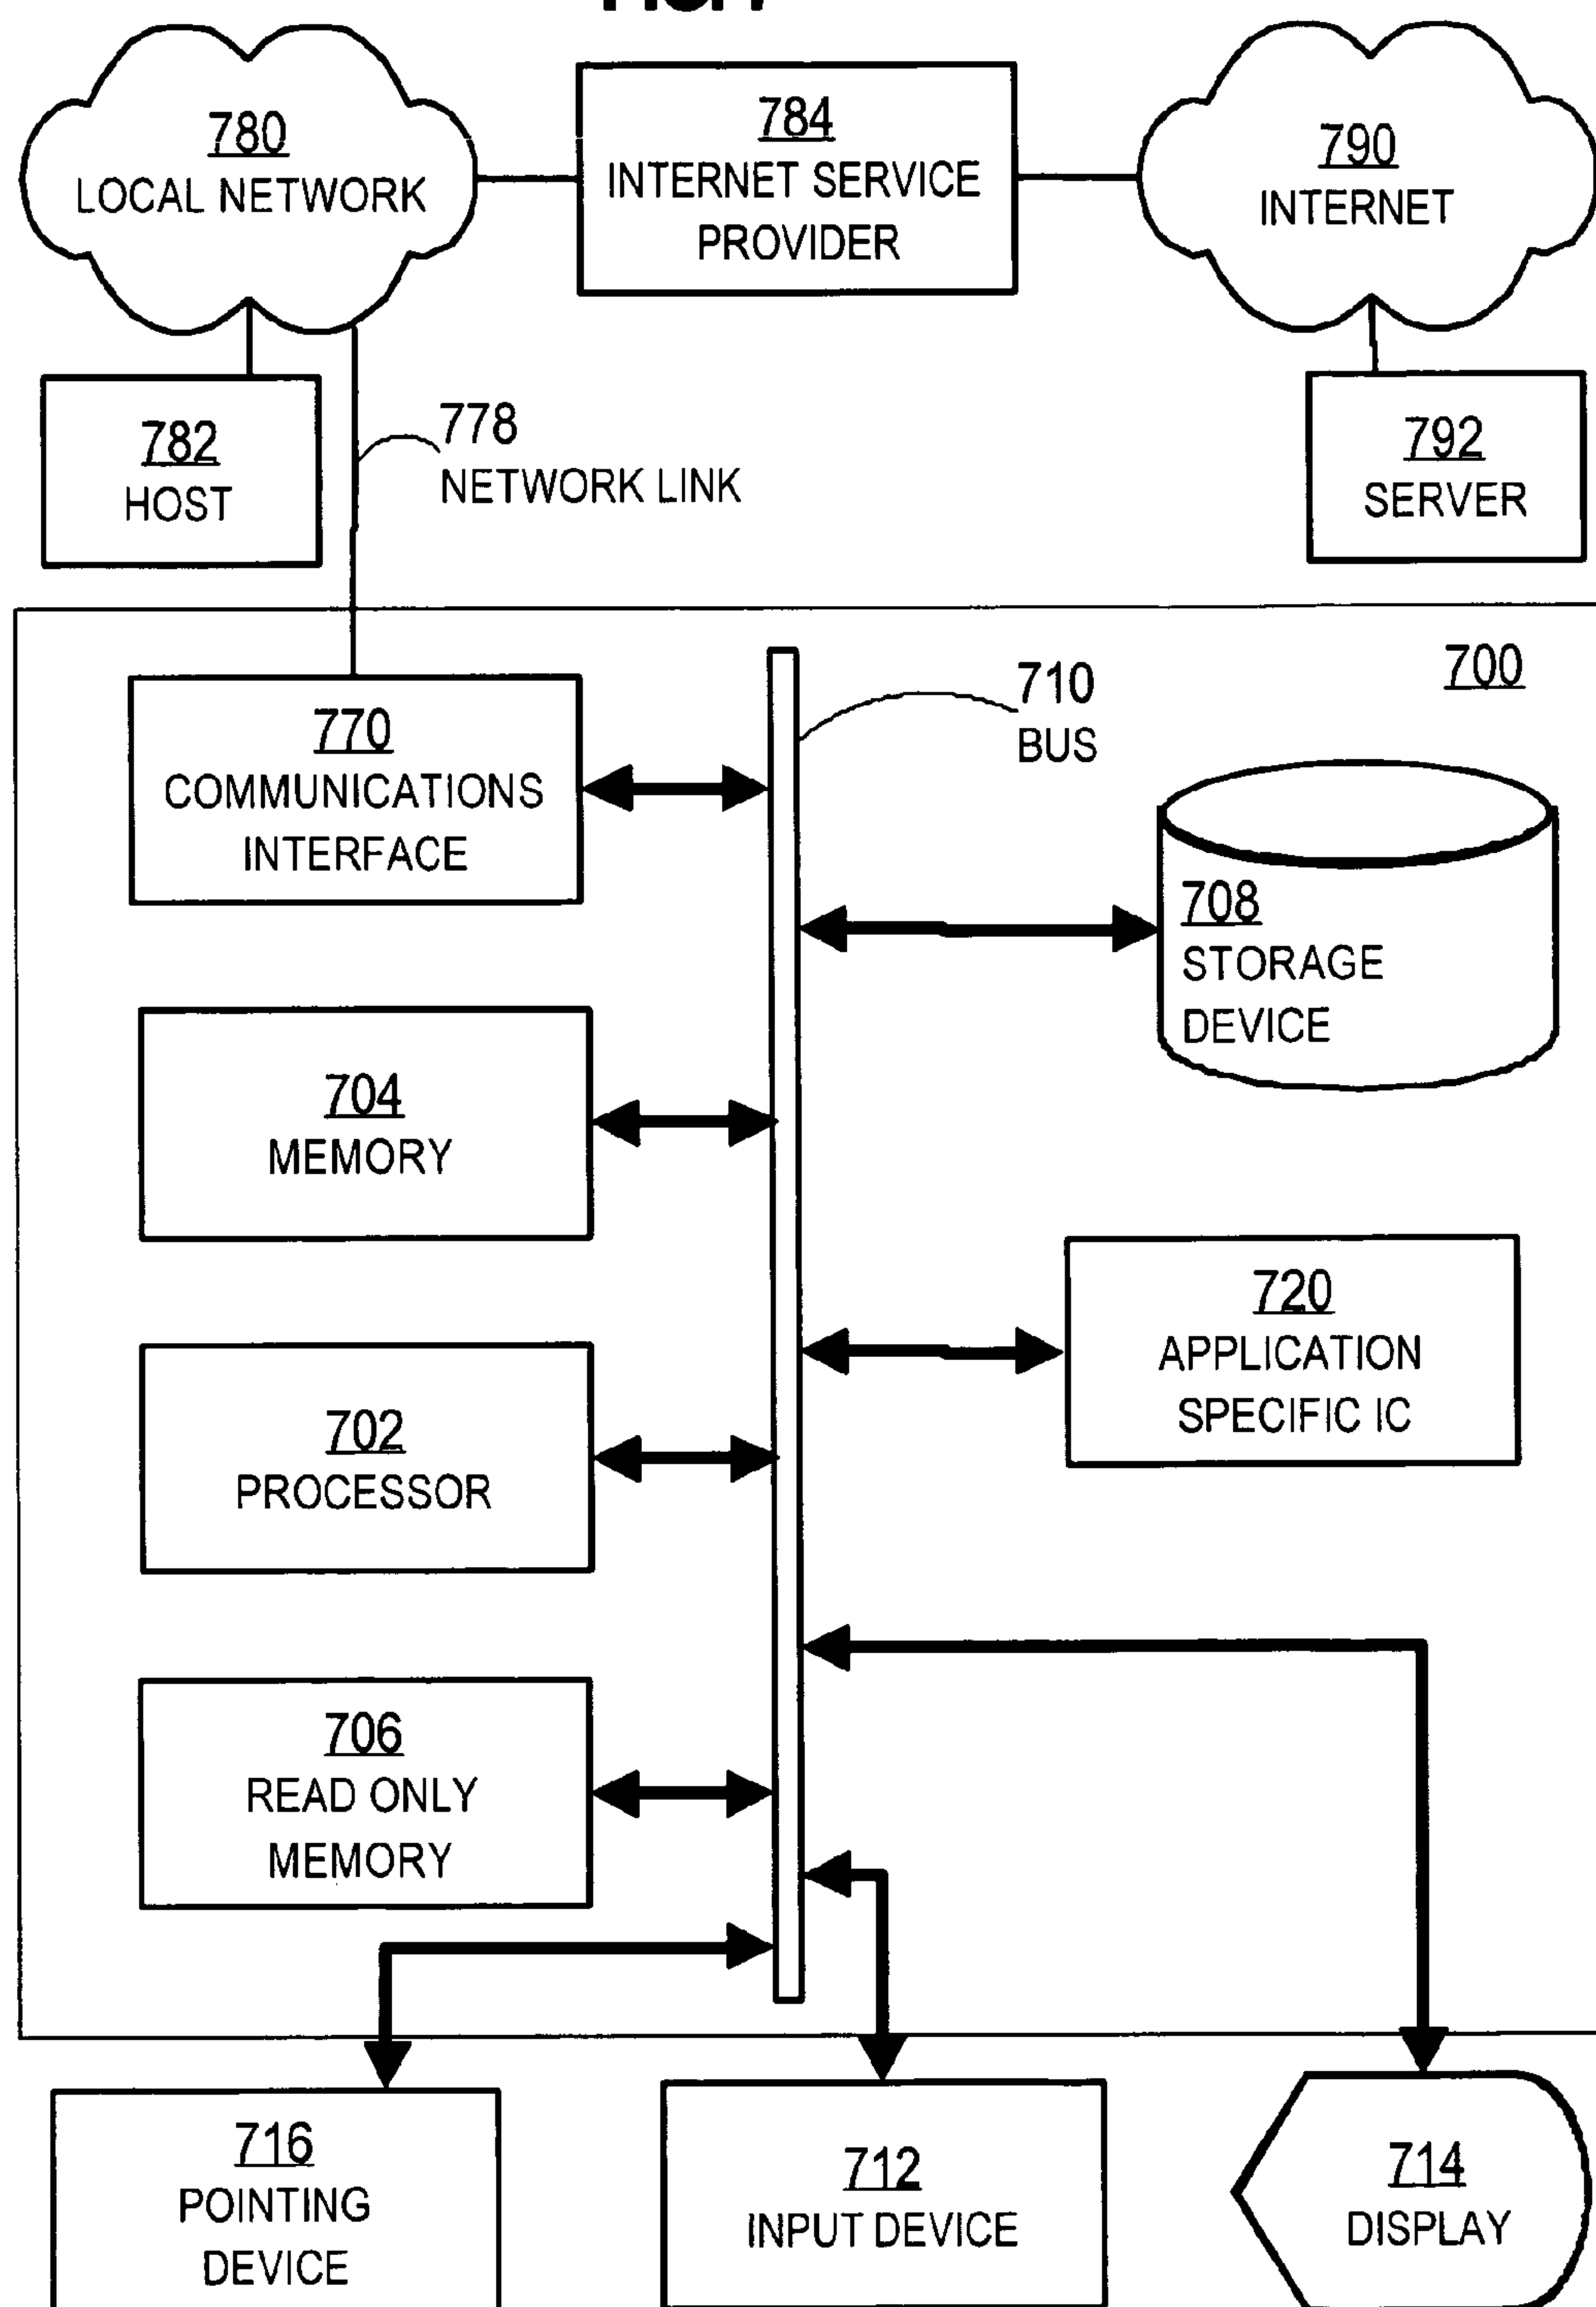 780
LOCAL NETWORK
784
INTERNET SERVICE
PROVIDER
790
INTERNET
782
HOST
778
NETWORK LINK
792
SERVER
700
770
COMMUNICATIONS
INTERFACE
710
BUS
708
STORAGE
DEVICE
704
MEMORY
720
APPLICATION
SPECIFIC IC
702
PROCESSOR
706
READ ONLY
MEMORY
716
POINTING
DEVICE
712
INPUT DEVICE
714
DISPLAY